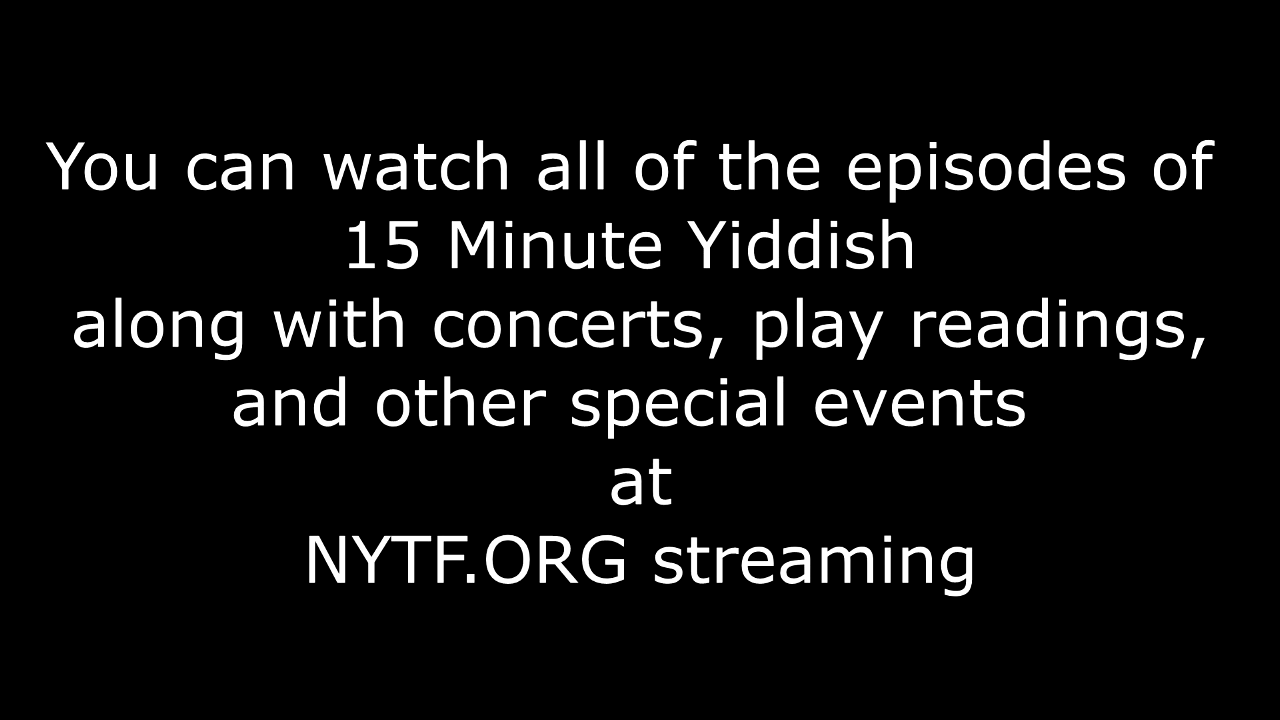 You can watch all of the episodes of
15 Minute Yiddish
along with concerts, play readings,
and other special events
at
NYTF.ORG streaming